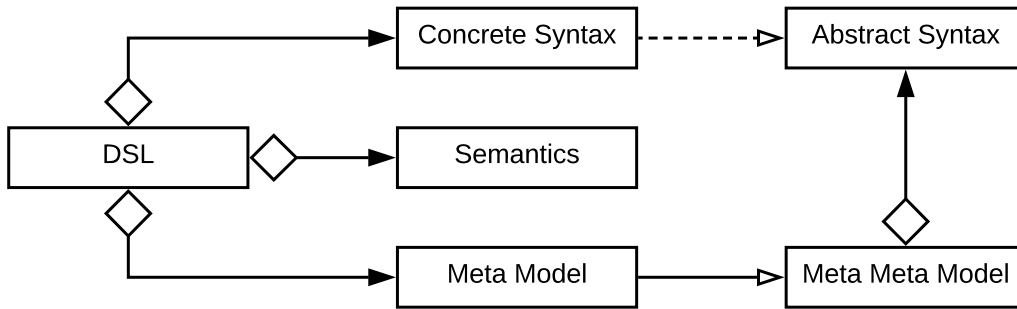 Concrete Syntax
Abstract Syntax
DSL
Semantics
Meta Model
Meta Meta Model